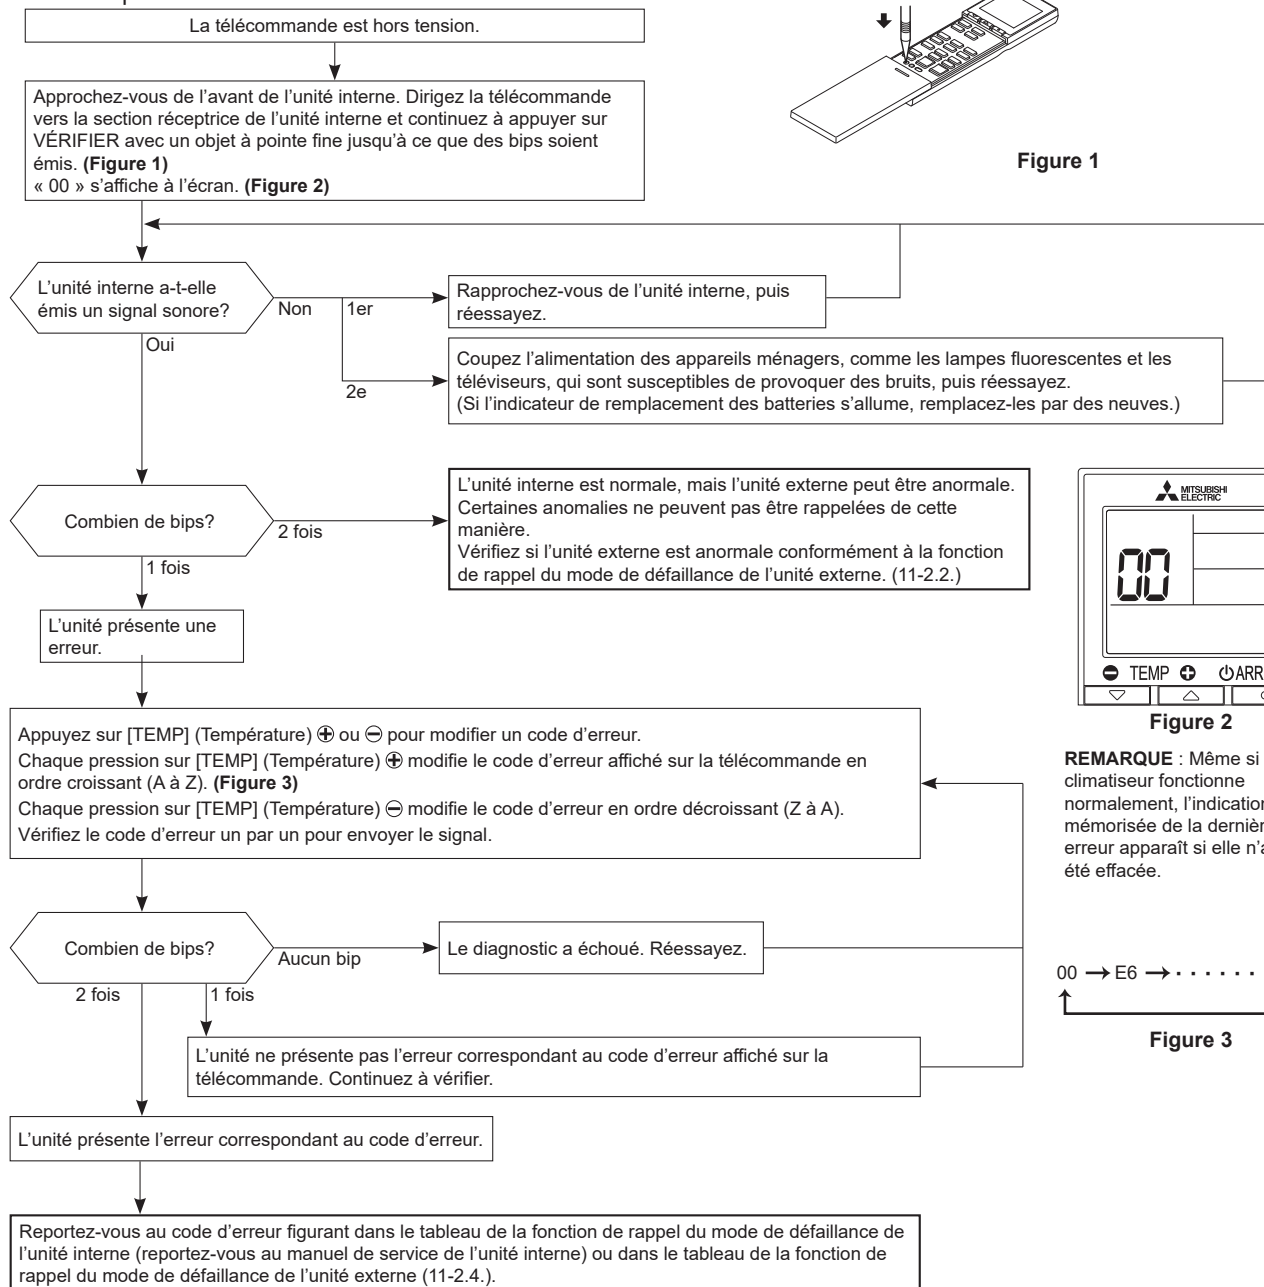 La télécommande est hors tension.
Approchez-vous de l’avant de l’unité interne. Dirigez la télécommande
vers la section réceptrice de l’unité interne et continuez à appuyer sur
VÉRIFIER avec un objet à pointe fine jusqu’à ce que des bips soient
émis. (Figure 1)
« 00 » s’affiche à l’écran. (Figure 2)
Figure 1
L’unité interne a-t-elle
émis un signal sonore?
Non
1er
Rapprochez-vous de l’unité interne, puis
réessayez.
Oui
2e
Coupez l’alimentation des appareils ménagers, comme les lampes fluorescentes et les
téléviseurs, qui sont susceptibles de provoquer des bruits, puis réessayez.
(Si l’indicateur de remplacement des batteries s’allume, remplacez-les par des neuves.)
Combien de bips?
2 fois
L’unité interne est normale, mais l’unité externe peut être anormale.
Certaines anomalies ne peuvent pas être rappelées de cette
manière.
Vérifiez si l’unité externe est anormale conformément à la fonction
de rappel du mode de défaillance de l’unité externe. (11-2.2.)
1 fois
L’unité présente une
erreur.
MITSUBISHI
ELECTRIC
00
TEMP ARR
Figure 2
REMARQUE : Même si
climatiseur fonctionne
normalement, l’indication
mémorisée de la dernièr
erreur apparaît si elle n’a
été effacée.
Appuyez sur [TEMP] (Température) ⊕ ou ⊖ pour modifier un code d’erreur.
Chaque pression sur [TEMP] (Température) ⊕ modifie le code d’erreur affiché sur la télécommande en
ordre croissant (A à Z). (Figure 3)
Chaque pression sur [TEMP] (Température) ⊖ modifie le code d’erreur en ordre décroissant (Z à A).
Vérifiez le code d’erreur un par un pour envoyer le signal.
Combien de bips?
Aucun bip
Le diagnostic a échoué. Réessayez.
2 fois
1 fois
L’unité ne présente pas l’erreur correspondant au code d’erreur affiché sur la
télécommande. Continuez à vérifier.
00 → E6 → · · · · · ·
Figure 3
L’unité présente l’erreur correspondant au code d’erreur.
Reportez-vous au code d’erreur figurant dans le tableau de la fonction de rappel du mode de défaillance de
l’unité interne (reportez-vous au manuel de service de l’unité interne) ou dans le tableau de la fonction de
rappel du mode de défaillance de l’unité externe (11-2.4.).